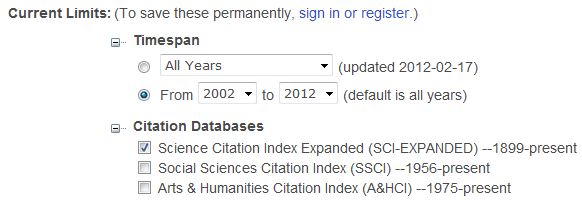 Current Limits: (To save these permanently, sign in or register.)
Timespan
All Years (updated 2012-02-17)
From 2002 to 2012 (default is all years)
Citation Databases
Science Citation Index Expanded (SCI-EXPANDED) --1899-present
Social Sciences Citation Index (SSCI) --1956-present
Arts & Humanities Citation Index (A&HCI) --1975-present